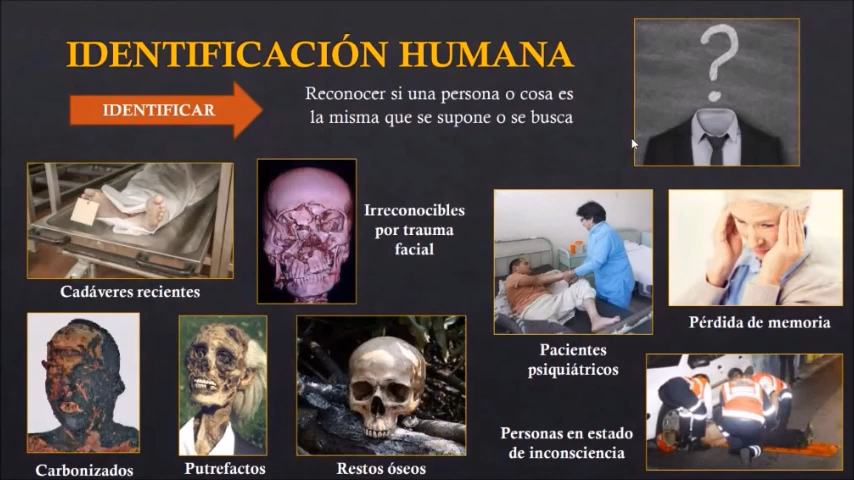 IDENTIFICACIÓN HUMANA
IDENTIFICAR
Reconocer si una persona o cosa es
la misma que se supone o se busca
?
Cadáveres recientes
Irreconocibles
por trauma
facial
Pacientes
psiquiátricos
Pérdida de memoria
Carbonizados
Putrefactos
Restos óseos
Personas en estado
de inconsciencia